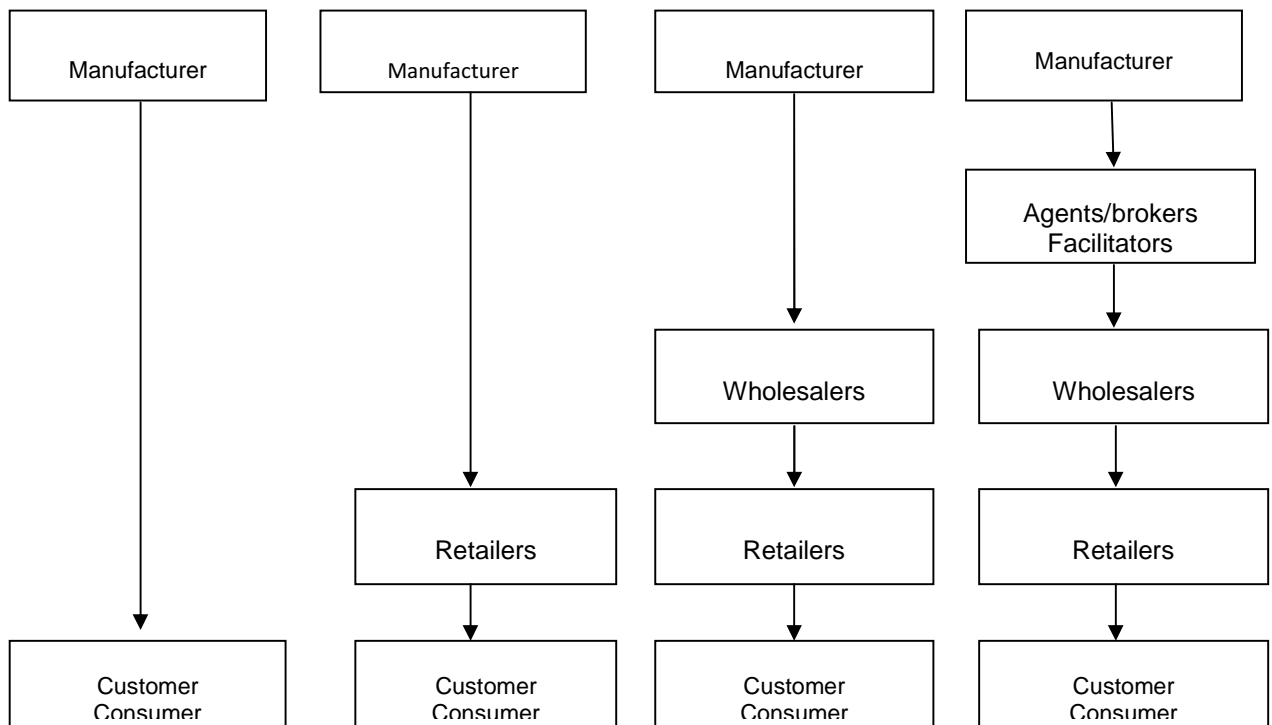 Manufacturer
Manufacturer
Manufacturer
Manufacturer
Agents/brokers
Facilitators
Wholesalers
Wholesalers
Retailers
Retailers
Retailers
Customer
Consumer
Customer
Consumer
Customer
Consumer
Customer
Consumer